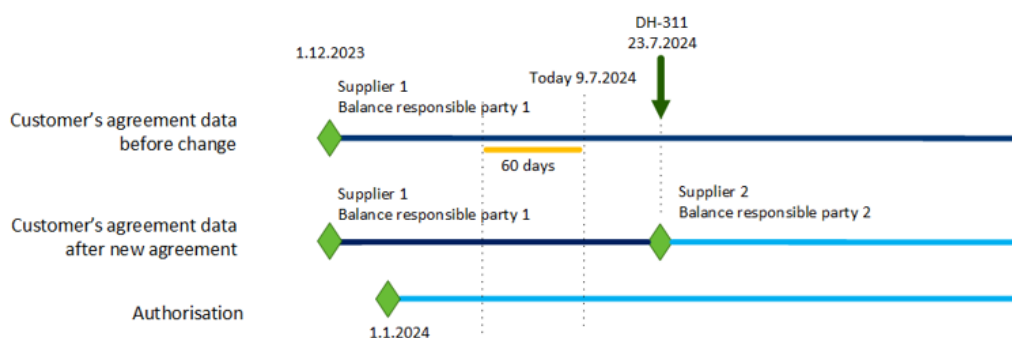 DH-311
23.7.2024
1.12.2023
Today 9.7.2024
Supplier 1
Balance responsible party 1
Customer's agreement data
before change
60 days
Supplier 1
Balance responsible party 1
Supplier 2
Balance responsible party 2
Customer's agreement data
after new agreement
Authorisation
1.1.2024